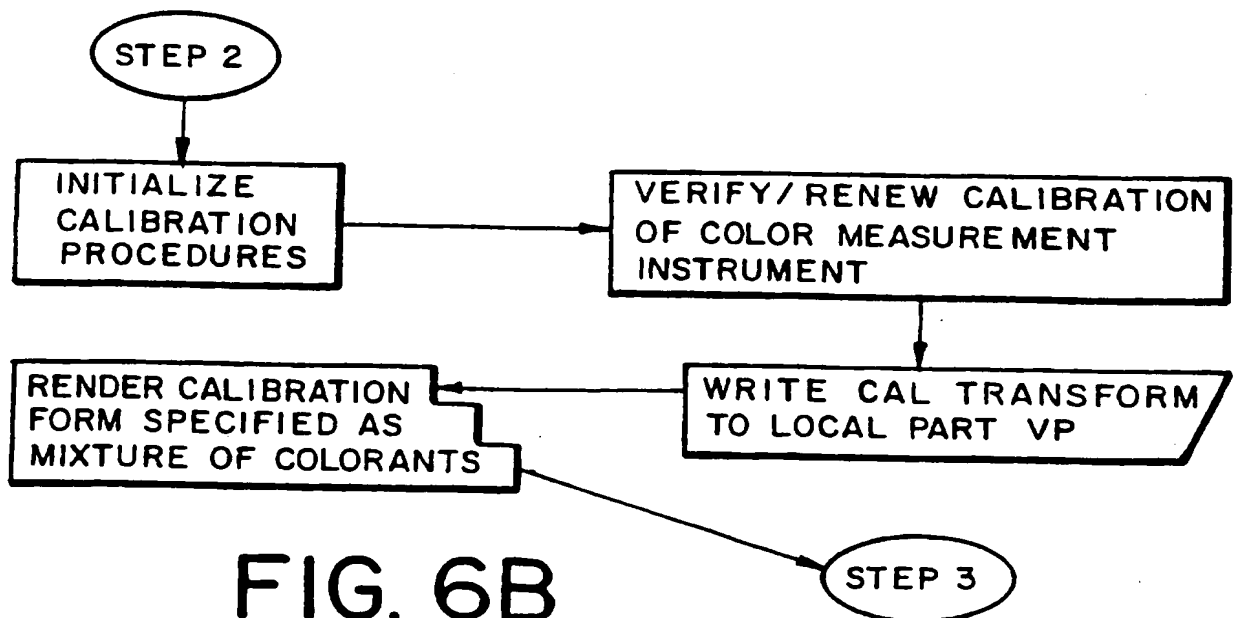 STEP 2
INITIALIZE
CALIBRATION
PROCEDURES
VERIFY/RENEW CALIBRATION
OF COLOR MEASUREMENT
INSTRUMENT
WRITE CAL TRANSFORM
TO LOCAL PART VP
RENDER CALIBRATION
FORM SPECIFIED AS
MIXTURE OF COLORANTS
STEP 3
FIG. 6B